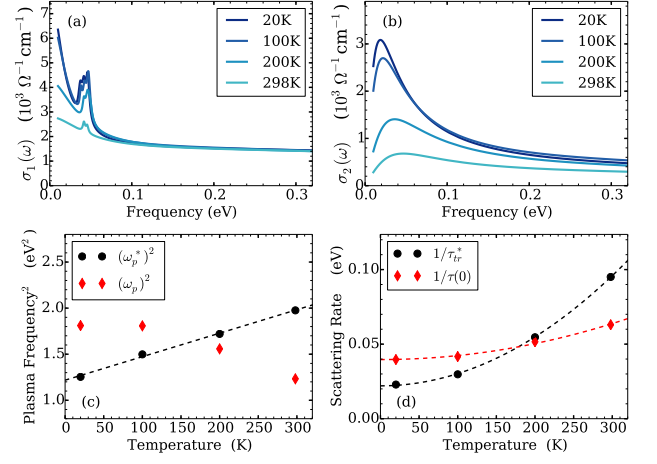 (a)
20K
100K
200K
298K
σ₁(ω) (10³ Ω⁻¹ cm⁻¹)
7
6
5
4
3
2
1
0
0 0.1 0.2 0.3
Frequency (eV)
(b)
20K
100K
200K
298K
σ₂(ω) (10³ Ω⁻¹ cm⁻¹)
3
2
1
0
0 0.1 0.2 0.3
Frequency (eV)
(ωₚ*)²
(ωₚ)²
Plasma Frequency² (eV²)
2.5
2.0
1.5
1.0
(c)
0 50 100 150 200 250 300
Temperature (K)
1/τ*ₜᵣ
1/τ(0)
Scattering Rate (eV)
0.10
0.05
0.00
(d)
0 50 100 150 200 250 300
Temperature (K)